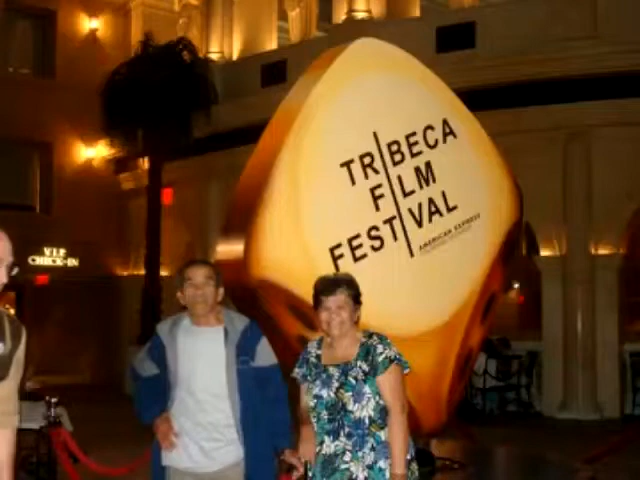 TRIBECA
FILM
FESTIVAL
AMERICAN EXPRESS
V.I.P.
CHECK-IN